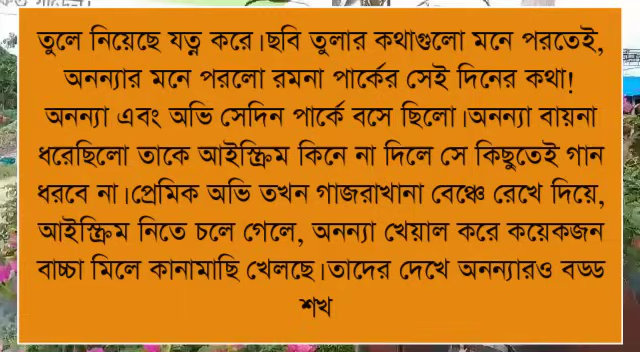 তুলে নিয়েছে যত্ন করে।ছবি তুলার কথাগুলো মনে পরতেই,
অনন্যার মনে পরলো রমনা পার্কের সেই দিনের কথা!
অনন্যা এবং অভি সেদিন পার্কে বসে ছিলো।অনন্যা বায়না
ধরেছিলো তাকে আইস্ক্রিম কিনে না দিলে সে কিছুতেই গান
ধরবে না।প্রেমিক অভি তখন গাজরাখানা বেঞ্চে রেখে দিয়ে,
আইস্ক্রিম নিতে চলে গেলে, অনন্যা খেয়াল করে কয়েকজন
বাচ্চা মিলে কানামাছি খেলছে।তাদের দেখে অনন্যারও বড্ড
শখ